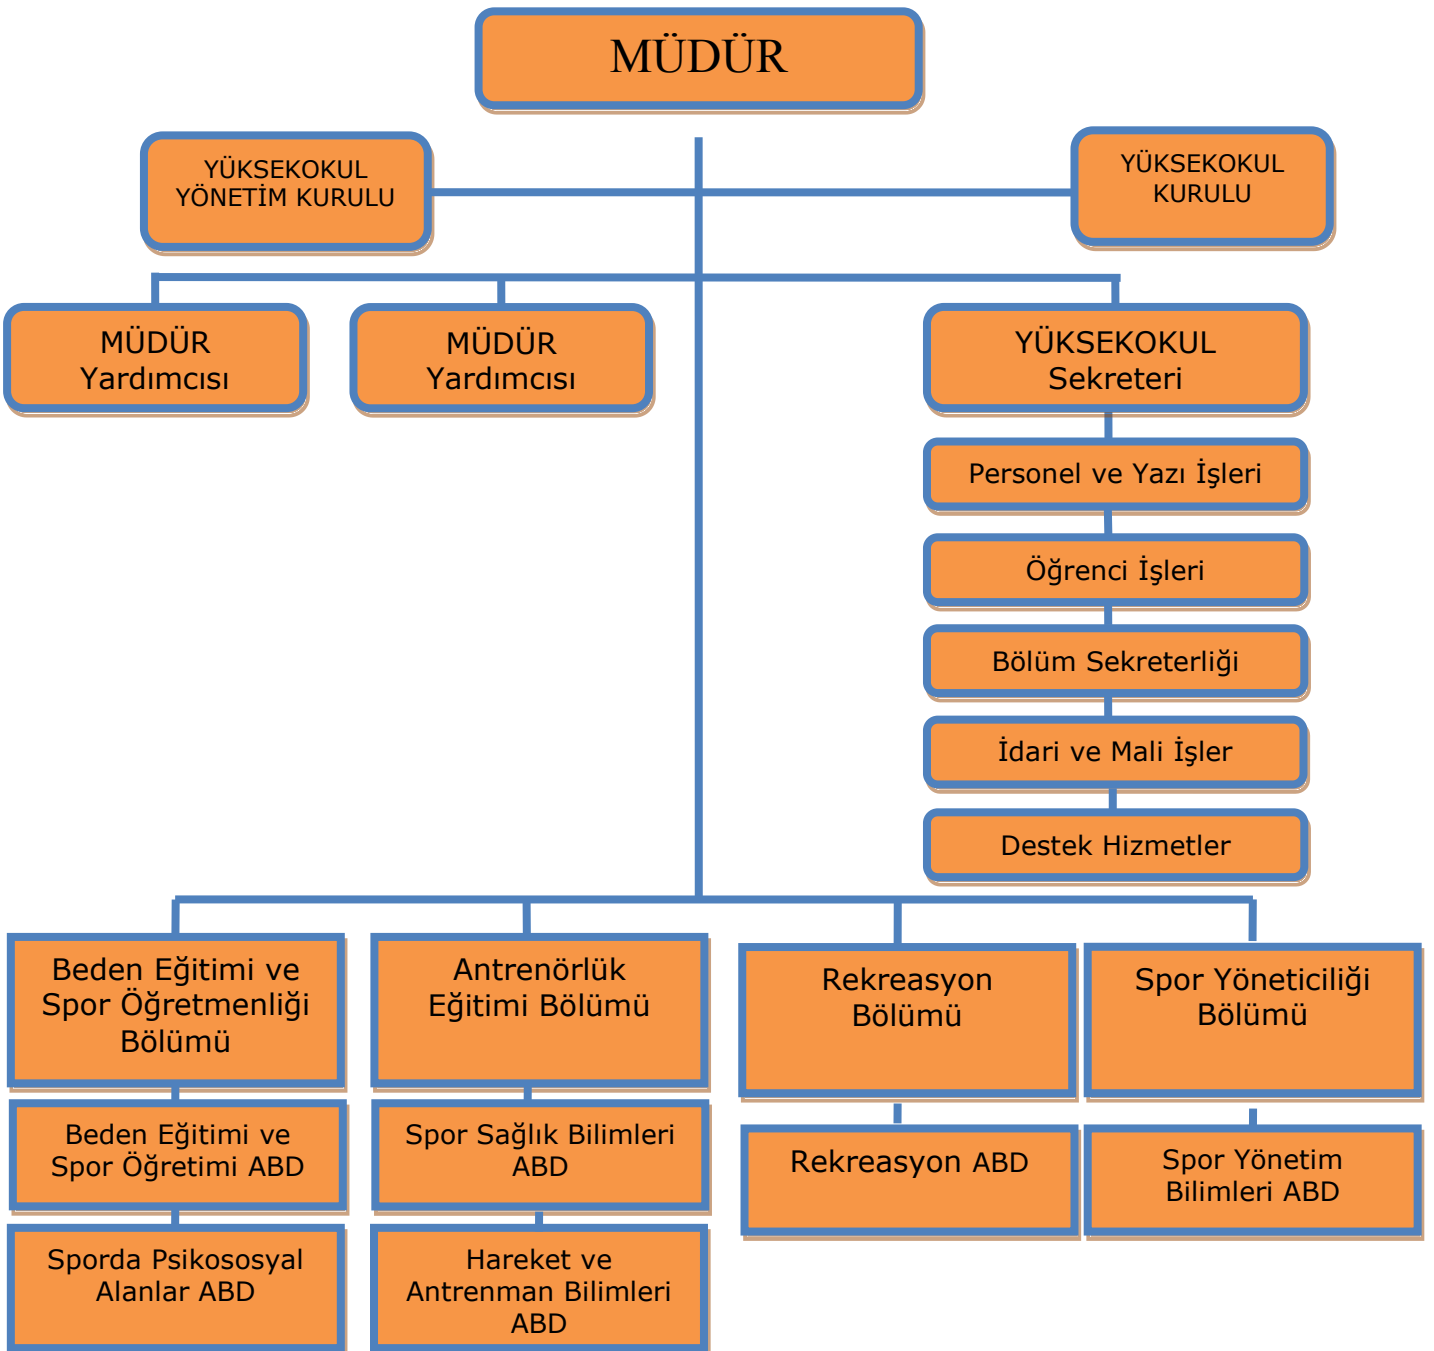 MÜDÜR
YÜKSEKOKUL
YÖNETİM KURULU
YÜKSEKOKUL
KURULU
MÜDÜR
Yardımcısı
MÜDÜR
Yardımcısı
YÜKSEKOKUL
Sekreteri
Personel ve Yazı İşleri
Öğrenci İşleri
Bölüm Sekreterliği
İdari ve Mali İşler
Destek Hizmetler
Beden Eğitimi ve
Spor Öğretmenliği
Bölümü
Antrenörlük
Eğitimi Bölümü
Rekreasyon
Bölümü
Spor Yöneticiliği
Bölümü
Beden Eğitimi ve
Spor Öğretimi ABD
Spor Sağlık Bilimleri
ABD
Rekreasyon ABD
Spor Yönetim
Bilimleri ABD
Sporda Psikososyal
Alanlar ABD
Hareket ve
Antrenman Bilimleri
ABD